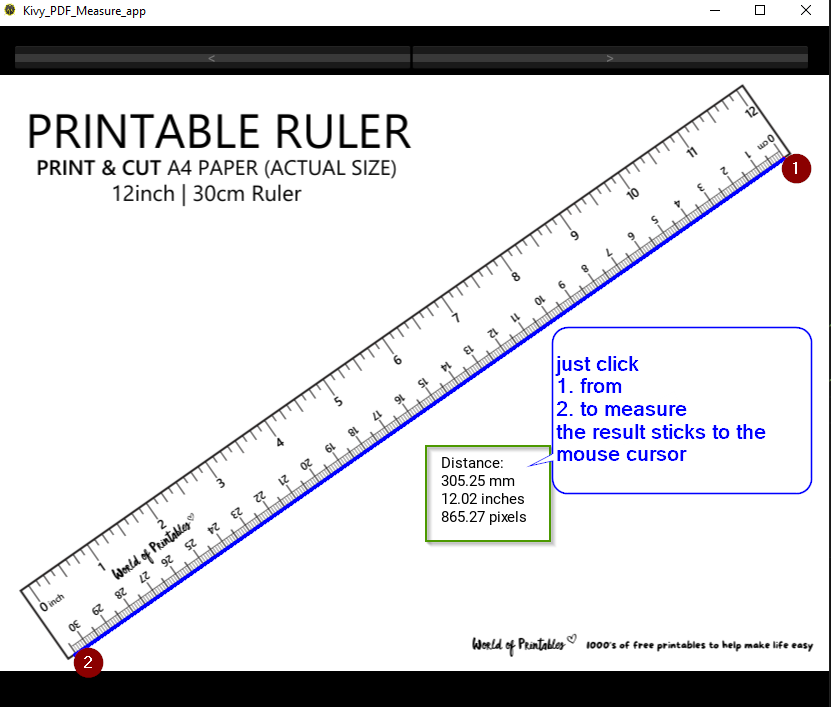 Kivy_PDF_Measure_app
<
>
PRINTABLE RULER
PRINT & CUT A4 PAPER (ACTUAL SIZE)
12inch | 30cm Ruler
12
11
10
9
8
7
6
5
4
3
2
1
0 inch
0 cm
1
2
3
4
5
6
7
8
9
10
11
12
13
14
15
16
17
18
19
20
21
22
23
24
25
26
27
28
29
30
World of Printables
1
just click
1. from
2. to measure
the result sticks to the
mouse cursor
Distance:
305.25 mm
12.02 inches
865.27 pixels
World of Printables 1000's of free printables to help make life easy
2